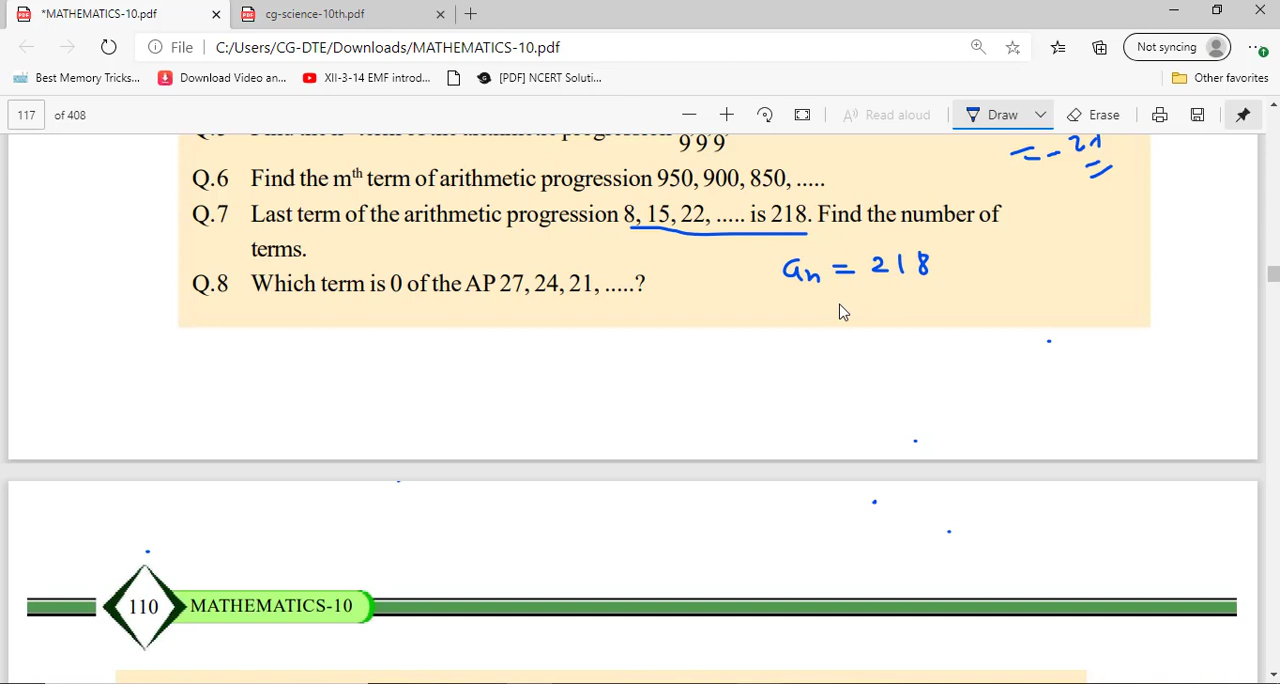 *MATHEMATICS-10.pdf
cg-science-10th.pdf
File | C:/Users/CG-DTE/Downloads/MATHEMATICS-10.pdf
Not syncing
Best Memory Tricks...
Download Video an...
XII-3-14 EMF introd...
[PDF] NCERT Soluti...
Other favorites
117 of 408
Read aloud
Draw
Erase
9 9 9
Q.6 Find the mth term of arithmetic progression 950, 900, 850, .....
Q.7 Last term of the arithmetic progression 8, 15, 22, ..... is 218. Find the number of
terms.
an = 218
Q.8 Which term is 0 of the AP 27, 24, 21, .....?
110 MATHEMATICS-10